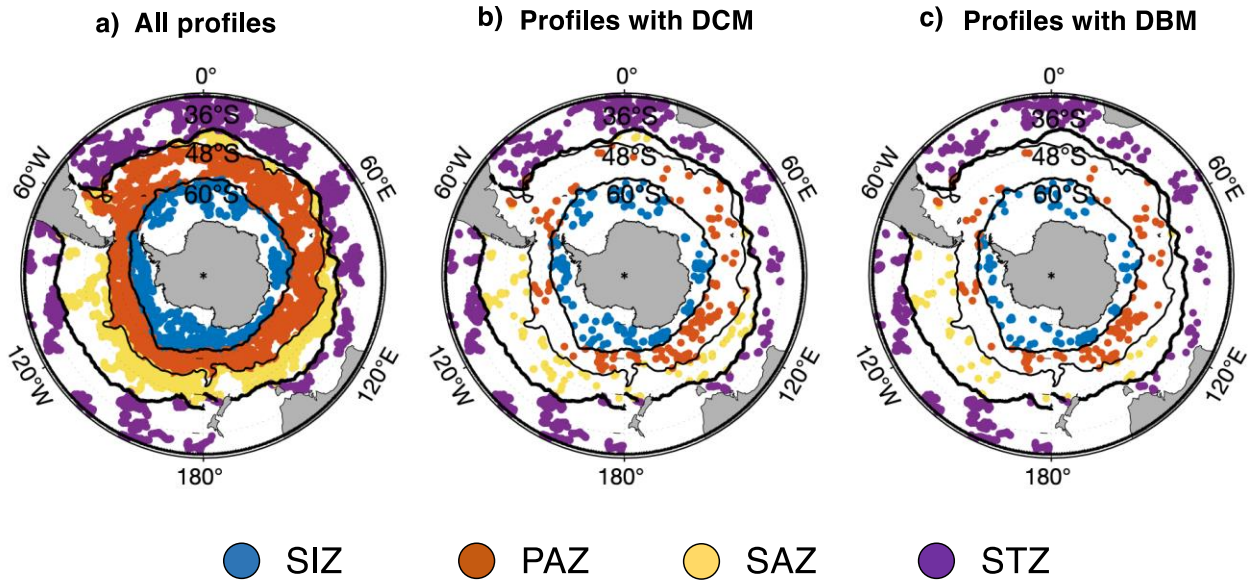 a) All profiles
b) Profiles with DCM
c) Profiles with DBM
0°
36°S
48°S
60°S
60°W
60°E
120°W
120°E
180°
0°
36°S
48°S
60°S
60°W
60°E
120°W
120°E
180°
0°
36°S
48°S
60°S
60°W
60°E
120°W
120°E
180°
SIZ
PAZ
SAZ
STZ